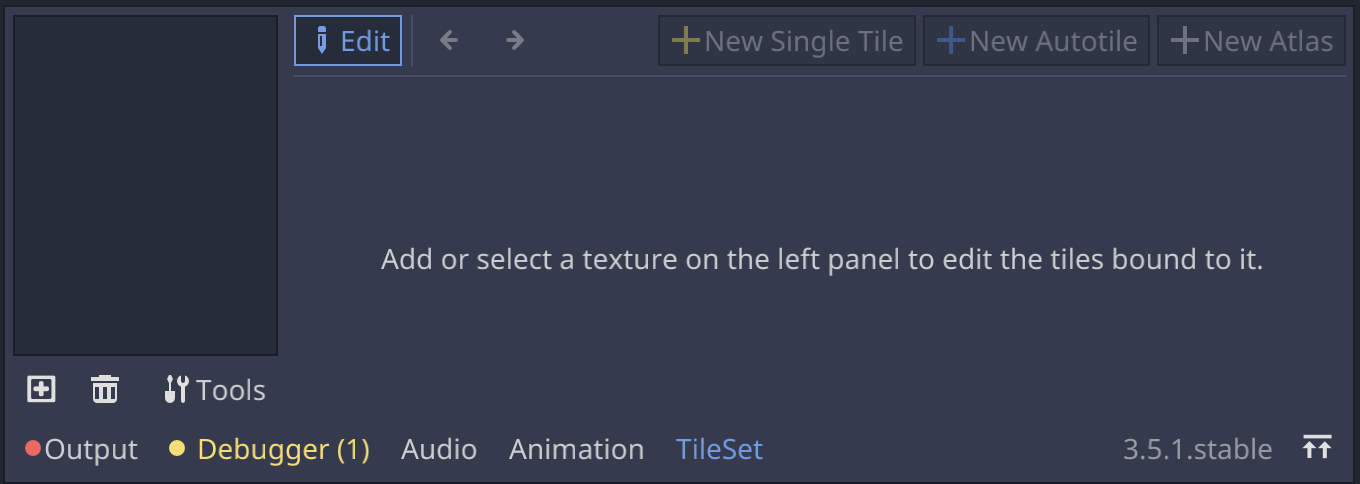 Edit New Single Tile New Autotile New Atlas
Add or select a texture on the left panel to edit the tiles bound to it.
Tools
Output Debugger (1) Audio Animation TileSet 3.5.1.stable